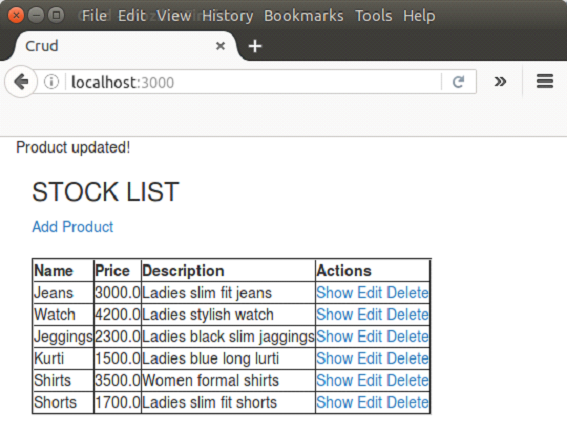 File Edit View History Bookmarks Tools Help
Crud
localhost:3000
Product updated!
STOCK LIST
Add Product
Name Price Description Actions
Jeans 3000.0 Ladies slim fit jeans Show Edit Delete
Watch 4200.0 Ladies stylish watch Show Edit Delete
Jeggings 2300.0 Ladies black slim jaggings Show Edit Delete
Kurti 1500.0 Ladies blue long lurti Show Edit Delete
Shirts 3500.0 Women formal shirts Show Edit Delete
Shorts 1700.0 Ladies slim fit shorts Show Edit Delete